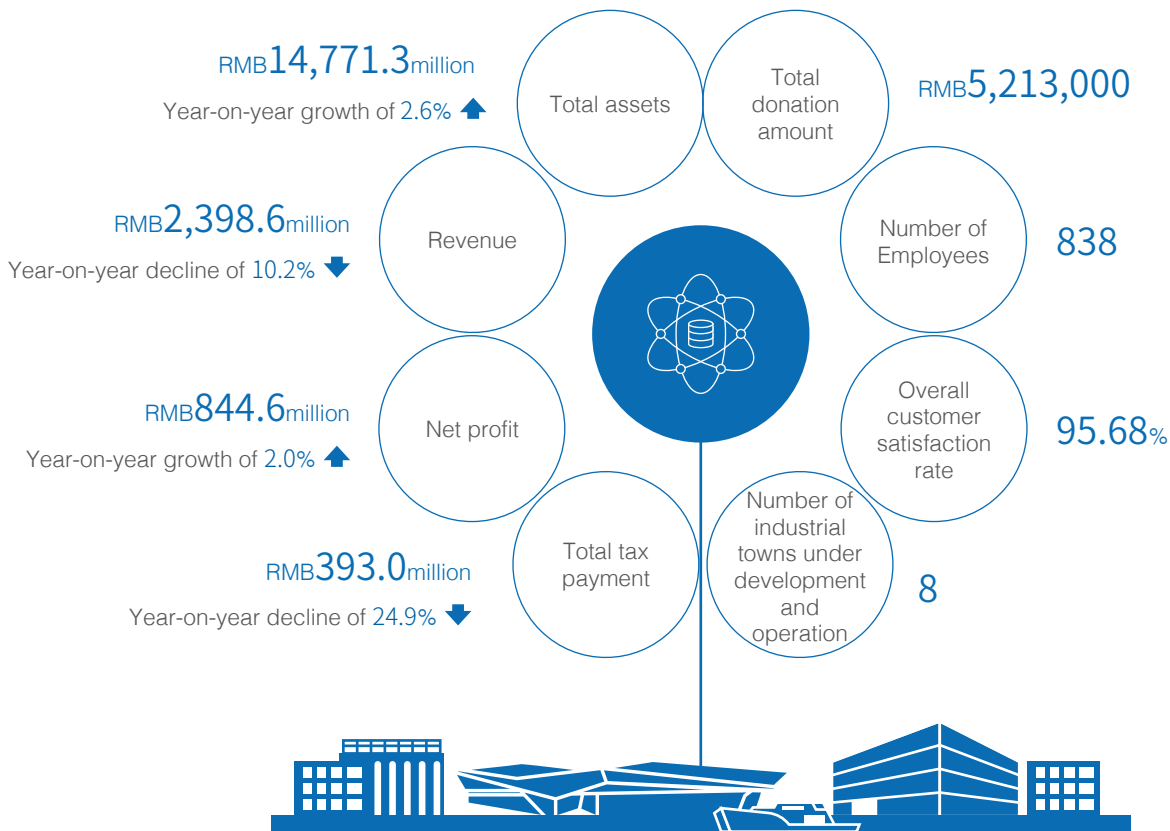 RMB14,771.3million
Year-on-year growth of 2.6%
Total assets
Total
donation
amount
RMB5,213,000
RMB2,398.6million
Year-on-year decline of 10.2%
Revenue
Number of
Employees
838
RMB844.6million
Year-on-year growth of 2.0%
Net profit
Overall
customer
satisfaction
rate
95.68%
RMB393.0million
Year-on-year decline of 24.9%
Total tax
payment
Number of
industrial
towns under
development
and
operation
8